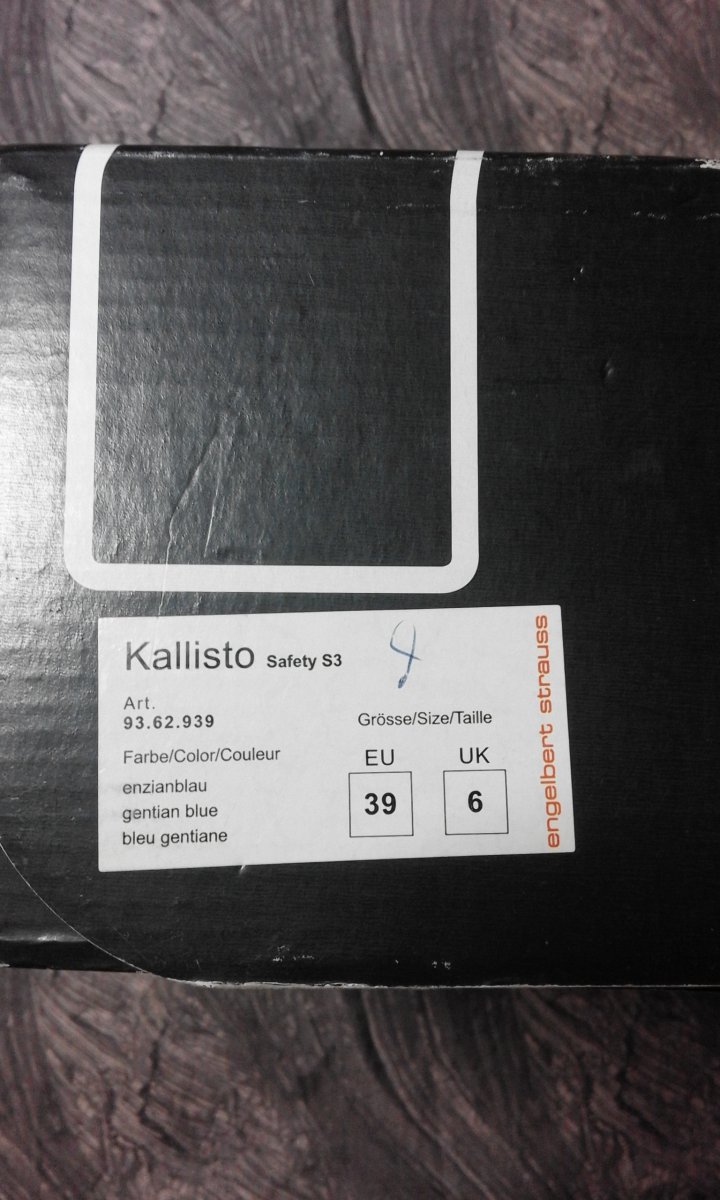 Kallisto Safety S3
Art.
93.62.939
Grösse/Size/Taille
Farbe/Color/Couleur
EU
UK
enzianblau
gentian blue
bleu gentiane
39
6
engelbert strauss